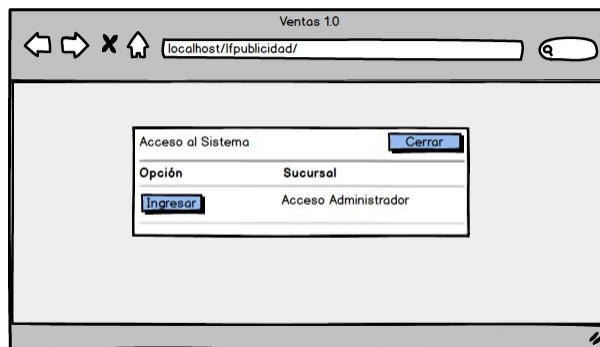 Ventas 1.0
localhost/lfpublicidad/
Acceso al Sistema Cerrar
Opción Sucursal
Ingresar Acceso Administrador